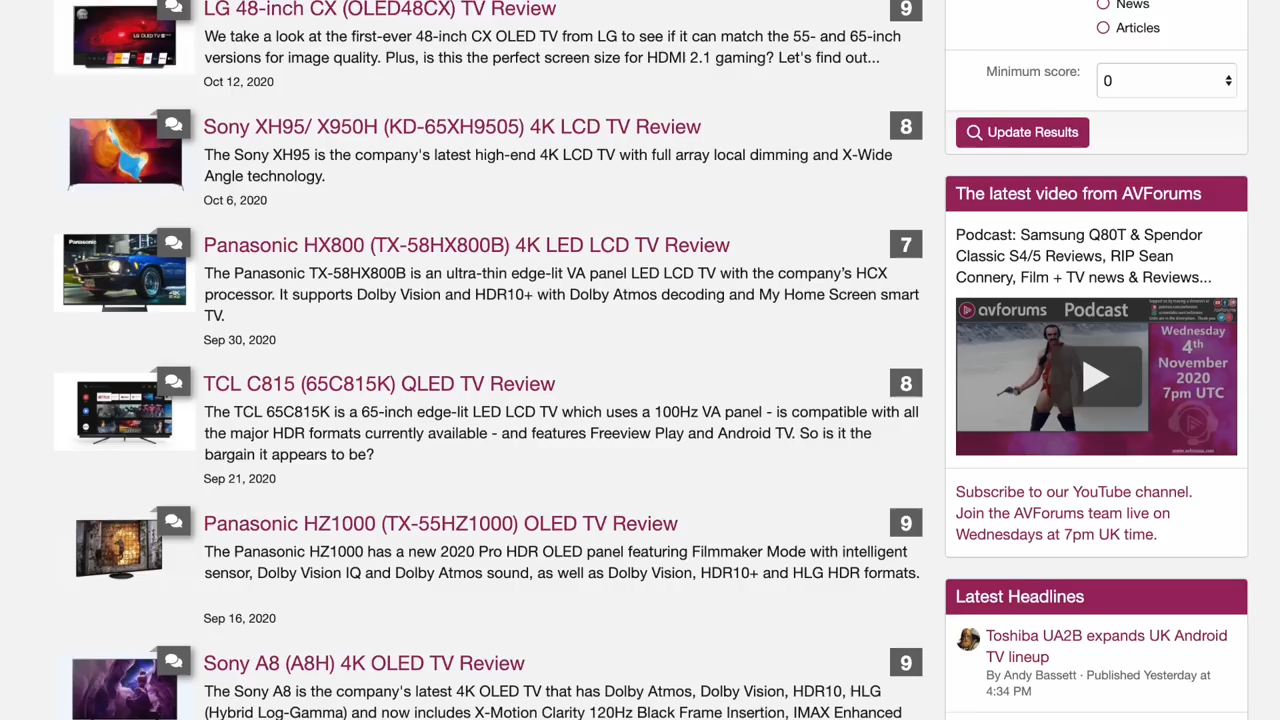 LG 48-inch CX (OLED48CX) TV Review
9
We take a look at the first-ever 48-inch CX OLED TV from LG to see if it can match the 55- and 65-inch
versions for image quality. Plus, is this the perfect screen size for HDMI 2.1 gaming? Let's find out...
Oct 12, 2020
Sony XH95/ X950H (KD-65XH9505) 4K LCD TV Review
8
The Sony XH95 is the company's latest high-end 4K LCD TV with full array local dimming and X-Wide
Angle technology.
Oct 6, 2020
Panasonic
Panasonic HX800 (TX-58HX800B) 4K LED LCD TV Review
7
The Panasonic TX-58HX800B is an ultra-thin edge-lit VA panel LED LCD TV with the company’s HCX
processor. It supports Dolby Vision and HDR10+ with Dolby Atmos decoding and My Home Screen smart
TV.
Sep 30, 2020
TCL C815 (65C815K) QLED TV Review
8
The TCL 65C815K is a 65-inch edge-lit LED LCD TV which uses a 100Hz VA panel - is compatible with all
the major HDR formats currently available - and features Freeview Play and Android TV. So is it the
bargain it appears to be?
Sep 21, 2020
Panasonic HZ1000 (TX-55HZ1000) OLED TV Review
9
The Panasonic HZ1000 has a new 2020 Pro HDR OLED panel featuring Filmmaker Mode with intelligent
sensor, Dolby Vision IQ and Dolby Atmos sound, as well as Dolby Vision, HDR10+ and HLG HDR formats.
Sep 16, 2020
Sony A8 (A8H) 4K OLED TV Review
9
The Sony A8 is the company's latest 4K OLED TV that has Dolby Atmos, Dolby Vision, HDR10, HLG
(Hybrid Log-Gamma) and now includes X-Motion Clarity 120Hz Black Frame Insertion, IMAX Enhanced
News
Articles
Minimum score:
0
Update Results
The latest video from AVForums
Podcast: Samsung Q80T & Spendor
Classic S4/5 Reviews, RIP Sean
Connery, Film + TV news & Reviews...
avforums Podcast
Wednesday
4th
November
2020
7pm UTC
Subscribe to our YouTube channel.
Join the AVForums team live on
Wednesdays at 7pm UK time.
Latest Headlines
Toshiba UA2B expands UK Android
TV lineup
By Andy Bassett · Published Yesterday at
4:34 PM